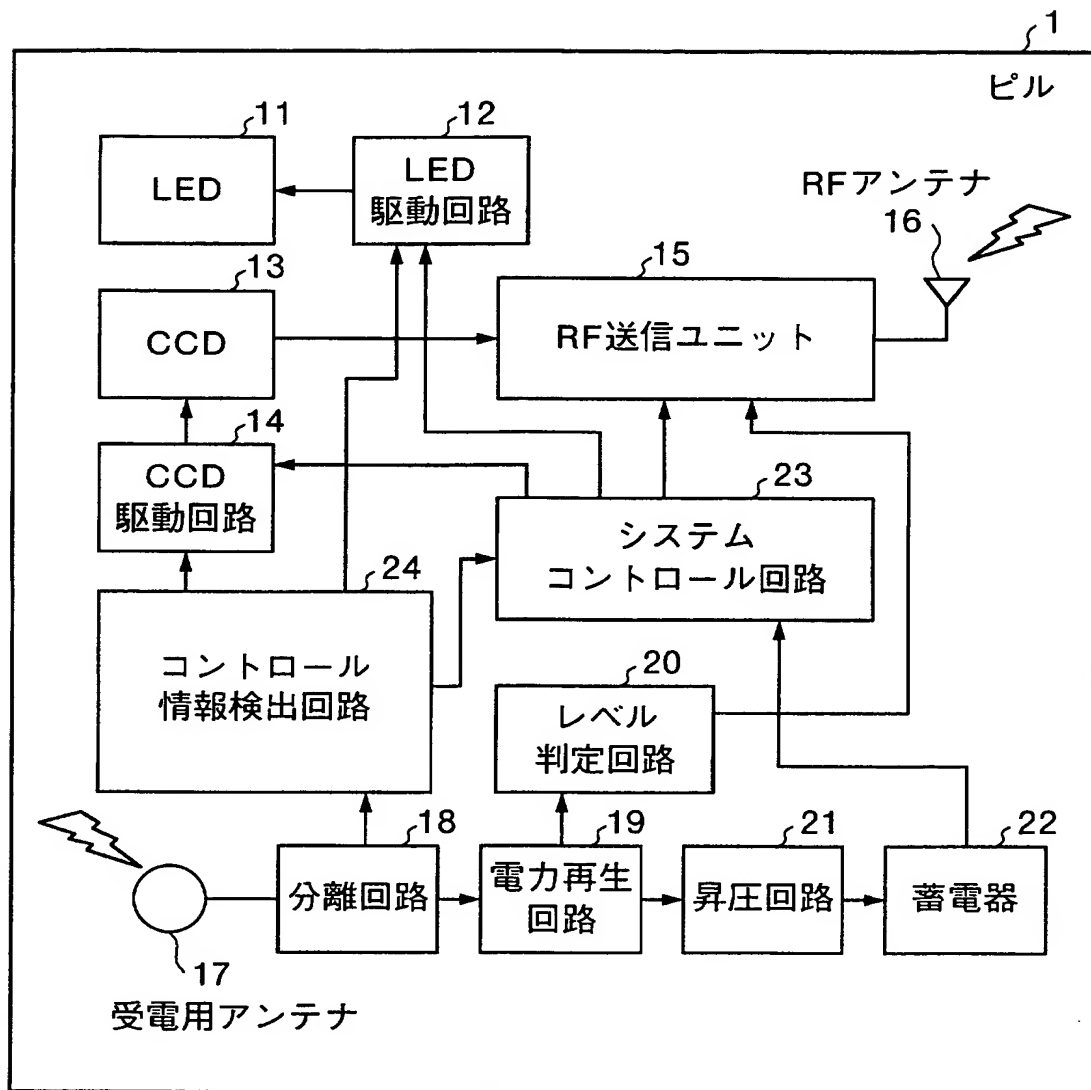 1
ピル
11
LED
12
LED
駆動回路
RFアンテナ
16
13
CCD
15
RF送信ユニット
14
CCD
駆動回路
23
システム
コントロール回路
24
コントロール
情報検出回路
20
レベル
判定回路
18
分離回路
19
電力再生
回路
21
昇圧回路
22
蓄電器
17
受電用アンテナ